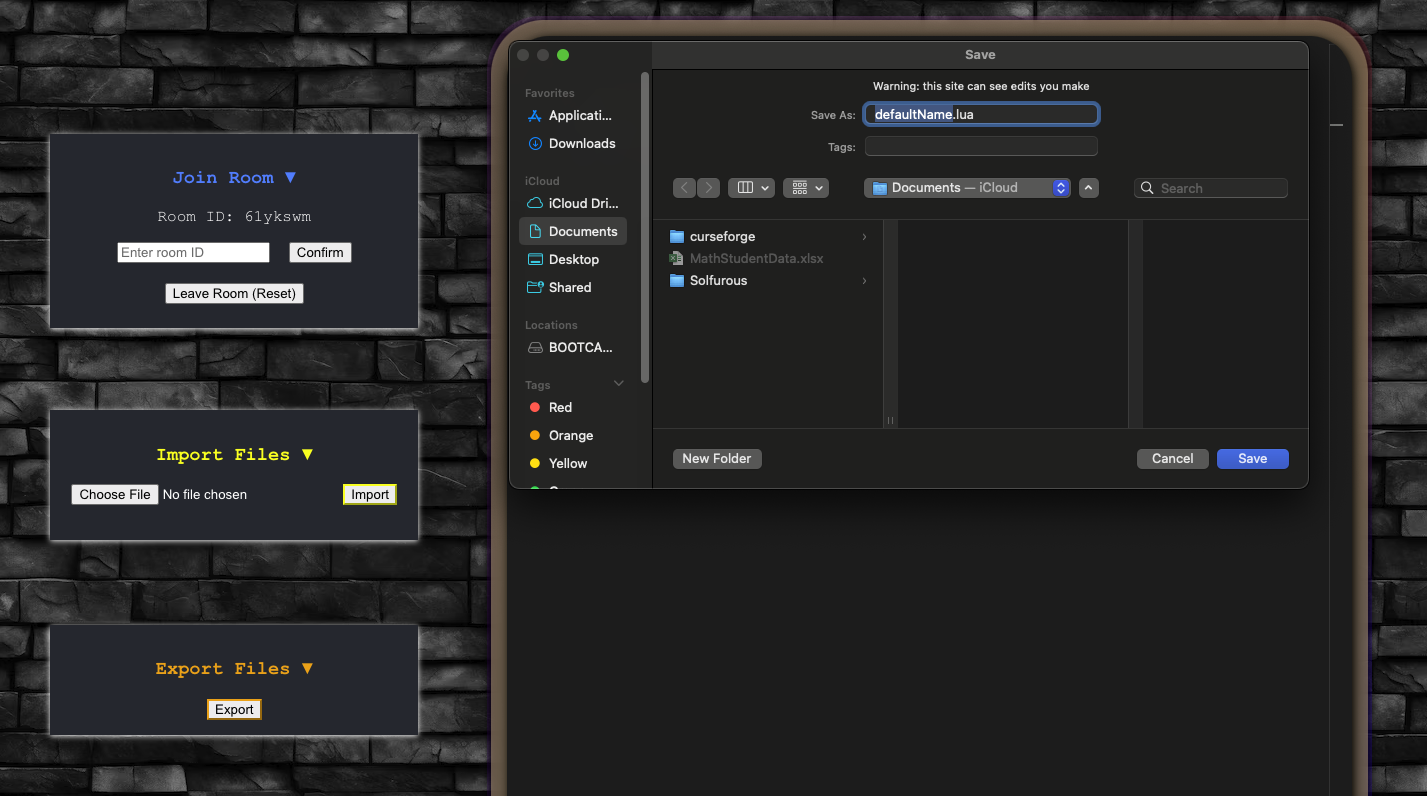 Join Room ▼
Room ID: 61ykswm
Enter room ID
Confirm
Leave Room (Reset)
Import Files ▼
Choose File No file chosen
Import
Export Files ▼
Export
Save
Favorites
Applicati...
Downloads
iCloud
iCloud Dri...
Documents
Desktop
Shared
Locations
BOOTCA...
Tags
Red
Orange
Yellow
Warning: this site can see edits you make
Save As: defaultName.lua
Tags:
Documents — iCloud
Search
curseforge
MathStudentData.xlsx
Solfurous
New Folder
Cancel
Save